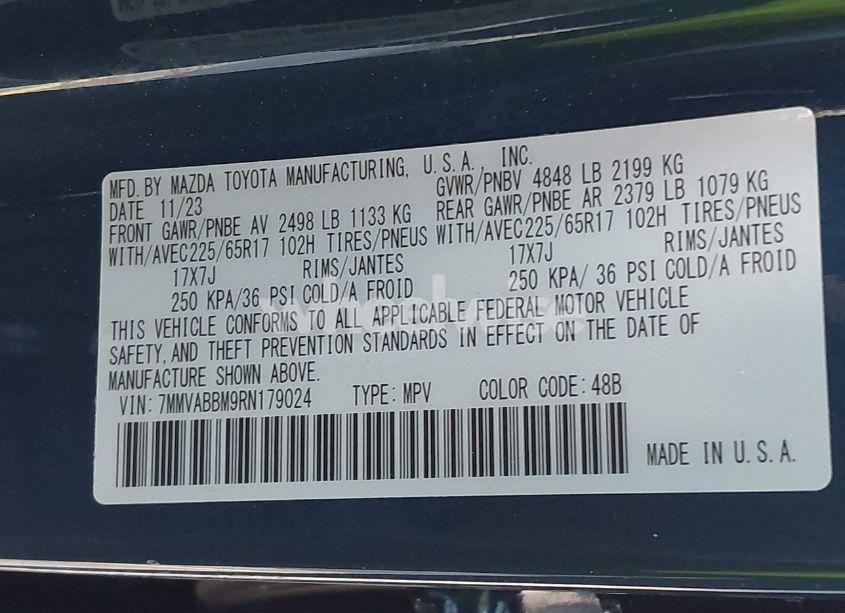 MFD. BY MAZDA TOYOTA MANUFACTURING, U.S.A., INC.
DATE 11/23
GVWR/PNBV 4848 LB 2199 KG
FRONT GAWR/PNBE AV 2498 LB 1133 KG
REAR GAWR/PNBE AR 2379 LB 1079 KG
WITH/AVEC225/65R17 102H TIRES/PNEUS
WITH/AVEC225/65R17 102H TIRES/PNEUS
17X7J RIMS/JANTES
17X7J RIMS/JANTES
250 KPA/36 PSI COLD/A FROID
250 KPA/ 36 PSI COLD/A FROID
THIS VEHICLE CONFORMS TO ALL APPLICABLE FEDERAL MOTOR VEHICLE
SAFETY, AND THEFT PREVENTION STANDARDS IN EFFECT ON THE DATE OF
MANUFACTURE SHOWN ABOVE.
VIN: 7MMVABBM9RN179024 TYPE: MPV COLOR CODE: 48B
MADE IN U.S.A.